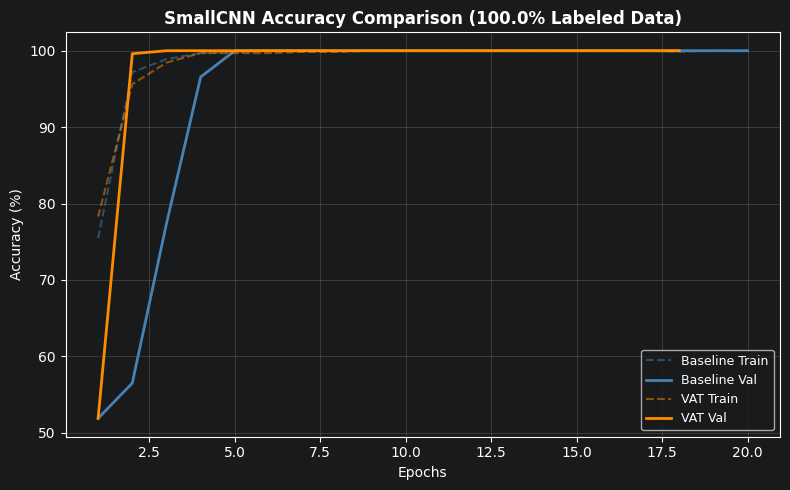 SmallCNN Accuracy Comparison (100.0% Labeled Data)
100
90
80
70
60
50
Accuracy (%)
2.5 5.0 7.5 10.0 12.5 15.0 17.5 20.0
Epochs
Baseline Train
Baseline Val
VAT Train
VAT Val